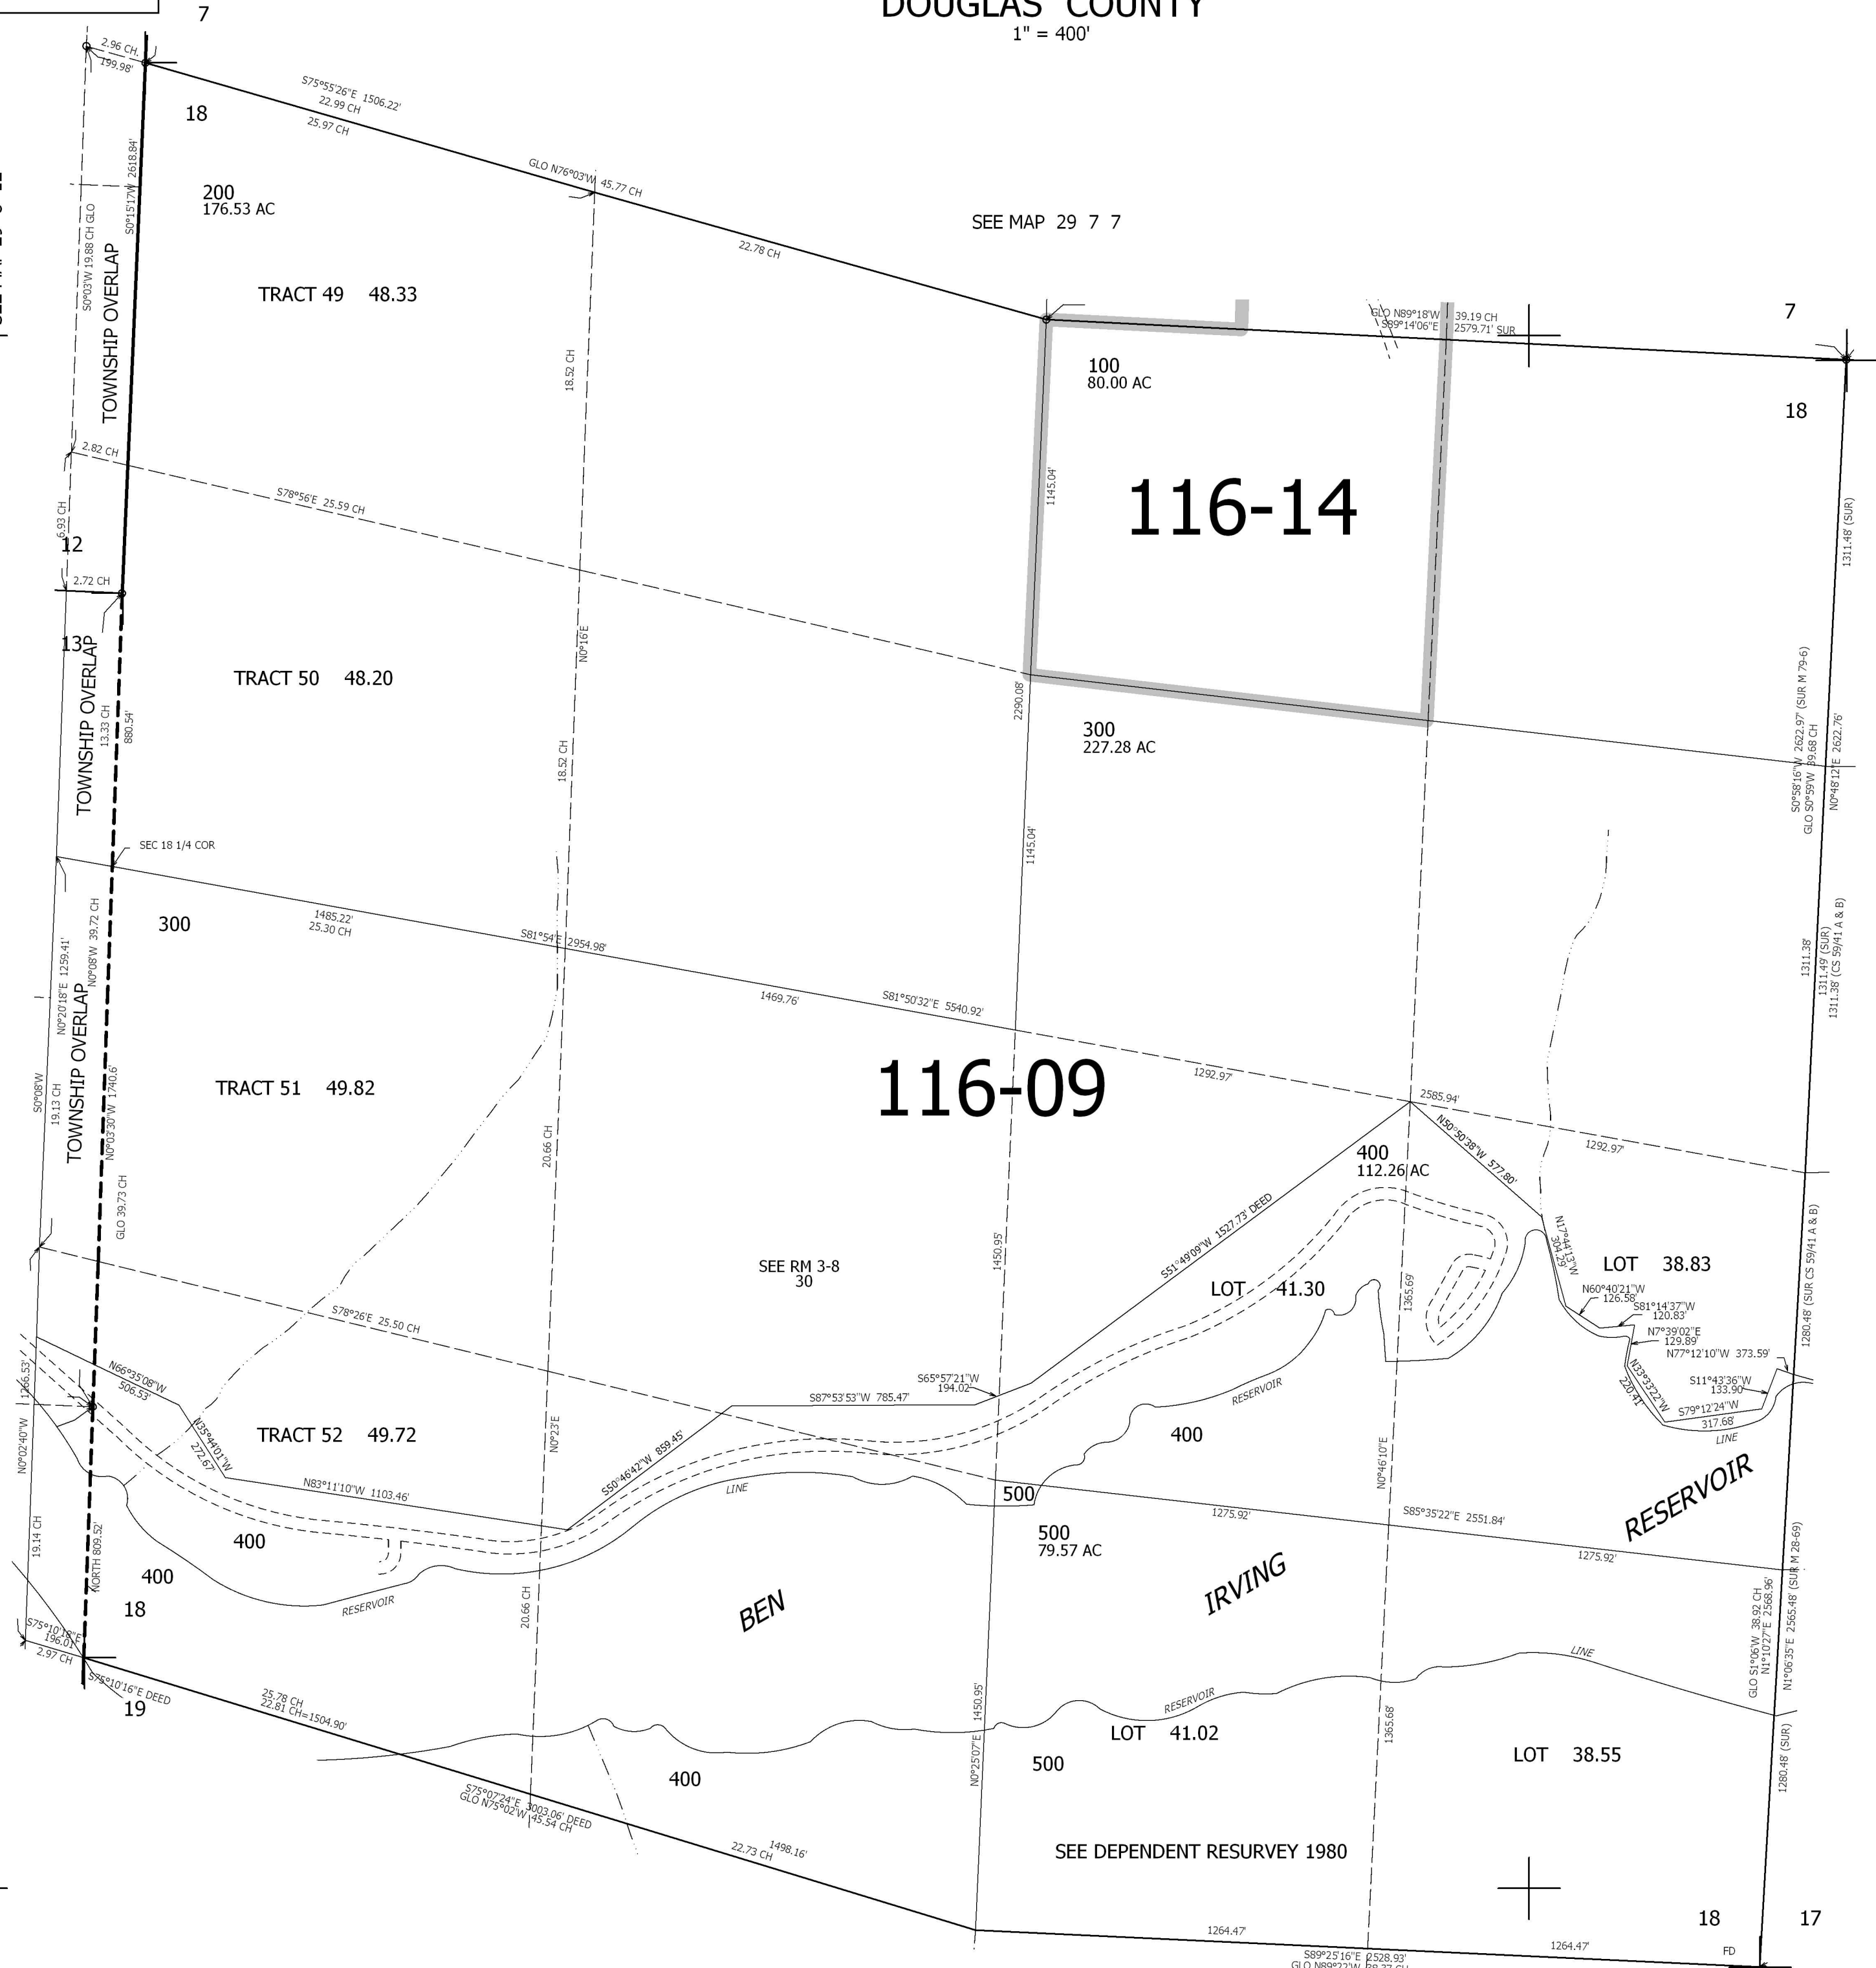 DOUGLAS COUNTY
1" = 400'
7
2.96 CH.
199.98'
18
S75°55'26"E 1506.22'
22.99 CH
25.97 CH
S0°15'17"W 2618.84'
GLO N76°03'W 45.77 CH
200
176.53 AC
S0°03'W 19.88 CH GLO
TOWNSHIP OVERLAP
SEE MAP 29 7 7
22.78 CH
TRACT 49 48.33
GLO N89°18'W 39.19 CH
S89°14'06"E 2579.71' SUR
7
18.52 CH
100
80.00 AC
18
2.82 CH
S78°56'E 25.59 CH
1145.04'
116-14
1311.48' (SUR)
6.93 CH
12
2.72 CH
13
TOWNSHIP OVERLAP
N0°16'E
TRACT 50 48.20
13.33 CH
880.54'
2290.08'
300
227.28 AC
S0°58'16"W 2622.97' (SUR M 79-6)
GLO S0°59'W 39.68 CH
N0°48'12"E 2622.76'
18.52 CH
SEC 18 1/4 COR
1145.04'
300
1485.22'
25.30 CH
S81°54'E 2954.98'
N0°20'18"E 1259.41'
N0°08'W 39.72 CH
1469.76'
S81°50'32"E 5540.92'
1311.38'
1311.49' (SUR)
1311.38' (CS 59/41 A & B)
TOWNSHIP OVERLAP
116-09
1292.97'
2585.94'
TRACT 51 49.82
S0°08'W
19.13 CH
N0°03'30"W 1740.6'
20.66 CH
N50°50'38"W 577.80'
1292.97'
400
112.26 AC
GLO 39.73 CH
S51°49'09"W 1527.73' DEED
1450.95'
N17°44'13"W
304.29'
SEE RM 3-8
30
LOT 38.83
LOT 41.30
1365.69'
N60°40'21"W
126.58'
S81°14'37"W
120.83'
1280.48' (SUR CS 59/41 A & B)
S78°26'E 25.50 CH
N7°39'02"E
129.89'
N77°12'10"W 373.59'
N66°35'08"W
506.53'
1266.53'
S65°57'21"W
194.02'
S87°53'53"W 785.47'
RESERVOIR
N33°33'22"W
220.41'
S11°43'36"W
133.90'
S79°12'24"W
317.68'
LINE
N0°02'40"W
N35°44'01"W
272.67'
TRACT 52 49.72
N0°23'E
S50°46'42"W 859.45'
400
N0°46'10"E
RESERVOIR
N83°11'10"W 1103.46'
LINE
500
1275.92'
S85°35'22"E 2551.84'
19.14 CH
400
500
79.57 AC
1275.92'
NORTH 809.52'
400
18
RESERVOIR
20.66 CH
BEN
IRVING
GLO S1°06'W 38.92 CH
N1°10'27"E 2568.96'
N1°06'35"E 2565.48' (SUR M 28-69)
S75°10'18"E
196.01'
2.97 CH
S75°10'16"E DEED
19
25.78 CH
22.81 CH=1504.90'
LINE
RESERVOIR
N0°25'07"E 1450.95'
LOT 41.02
1365.68'
1280.48' (SUR)
LOT 38.55
400
500
S75°07'24"E 3003.06' DEED
GLO N75°02'W 45.54 CH
1498.16'
22.73 CH
SEE DEPENDENT RESURVEY 1980
18
17
1264.47'
1264.47'
FD
S89°25'16"E 2528.93'
GLO N89°22'W